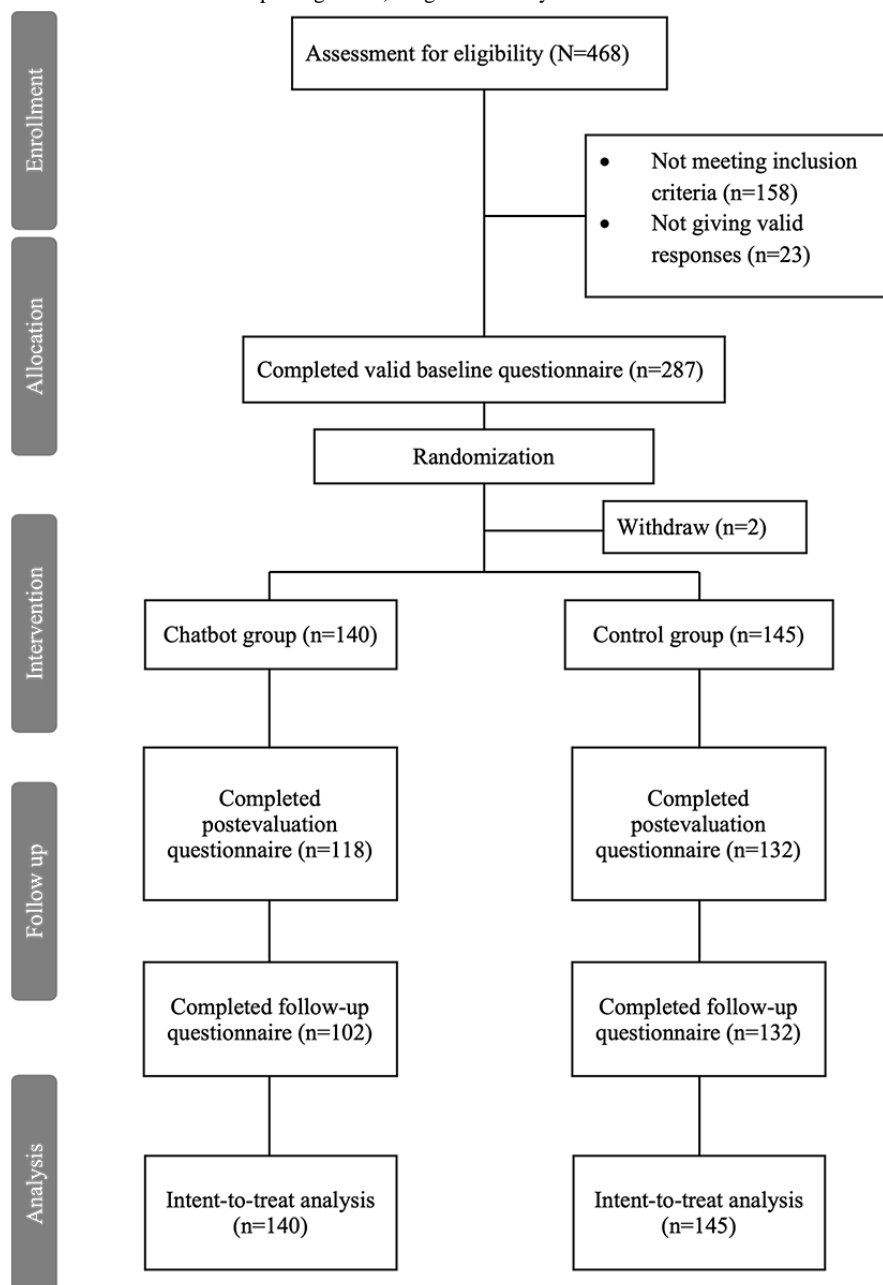 Assessment for eligibility (N=468)
Enrollment
• Not meeting inclusion
criteria (n=158)
• Not giving valid
responses (n=23)
Allocation
Completed valid baseline questionnaire (n=287)
Randomization
Withdraw (n=2)
Intervention
Chatbot group (n=140)
Control group (n=145)
Completed
postevaluation
questionnaire (n=118)
Completed
postevaluation
questionnaire (n=132)
Follow up
Completed follow-up
questionnaire (n=102)
Completed follow-up
questionnaire (n=132)
Analysis
Intent-to-treat analysis
(n=140)
Intent-to-treat analysis
(n=145)